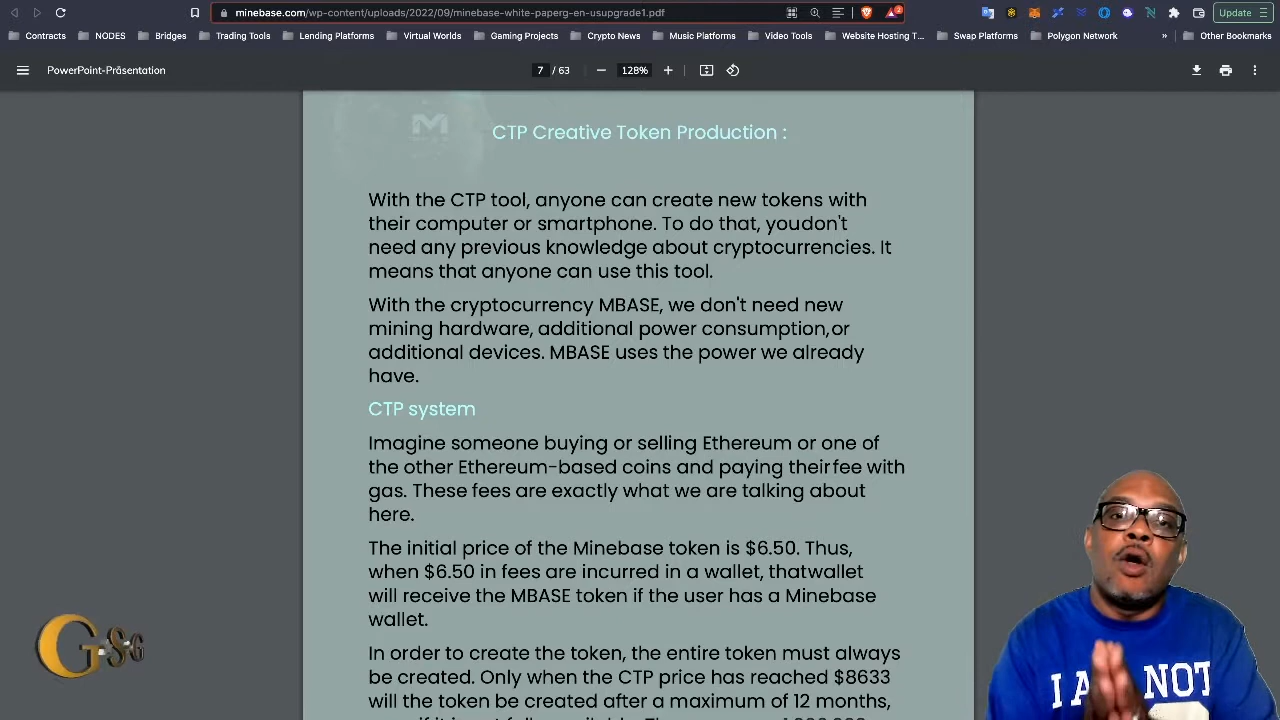 minebase.com/wp-content/uploads/2022/09/minebase-white-paperg-en-usupgrade1.pdf
2
Update
Contracts NODES Bridges Trading Tools Lending Platforms Virtual Worlds Gaming Projects Crypto News Music Platforms Video Tools Website Hosting T... Swap Platforms Polygon Network » Other Bookmarks
PowerPoint-Präsentation 7 / 63 128%
M
CTP Creative Token Production :
With the CTP tool, anyone can create new tokens with
their computer or smartphone. To do that, youdon't
need any previous knowledge about cryptocurrencies. It
means that anyone can use this tool.
With the cryptocurrency MBASE, we don't need new
mining hardware, additional power consumption,or
additional devices. MBASE uses the power we already
have.
CTP system
Imagine someone buying or selling Ethereum or one of
the other Ethereum-based coins and paying theirfee with
gas. These fees are exactly what we are talking about
here.
The initial price of the Minebase token is $6.50. Thus,
when $6.50 in fees are incurred in a wallet, thatwallet
will receive the MBASE token if the user has a Minebase
wallet.
In order to create the token, the entire token must always
be created. Only when the CTP price has reached $8633
will the token be created after a maximum of 12 months,
GSG
I NOT